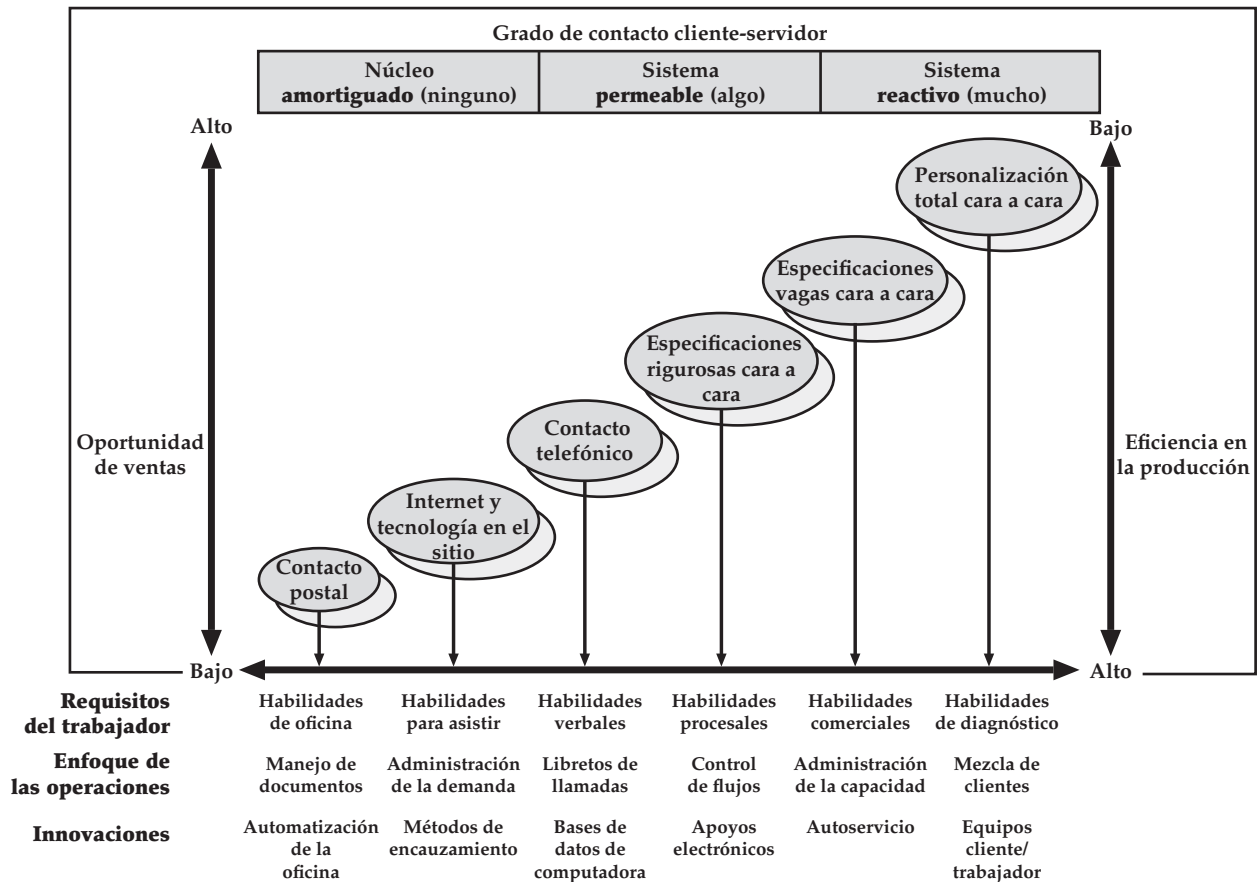 Grado de contacto cliente-servidor
Núcleo
amortiguado (ninguno)
Sistema
permeable (algo)
Sistema
reactivo (mucho)
Alto
Bajo
Personalización
total cara a cara
Especificaciones
vagas cara a cara
Especificaciones
rigurosas cara a
cara
Contacto
telefónico
Internet y
tecnología en el
sitio
Contacto
postal
Oportunidad
de ventas
Eficiencia en
la producción
Bajo
Alto
Requisitos
del trabajador
Habilidades
de oficina
Habilidades
para asistir
Habilidades
verbales
Habilidades
procesales
Habilidades
comerciales
Habilidades
de diagnóstico
Enfoque de
las operaciones
Manejo de
documentos
Administración
de la demanda
Libretos de
llamadas
Control
de flujos
Administración
de la capacidad
Mezcla de
clientes
Innovaciones
Automatización
de la
oficina
Métodos de
encauzamiento
Bases de
datos de
computadora
Apoyos
electrónicos
Autoservicio
Equipos
cliente/
trabajador